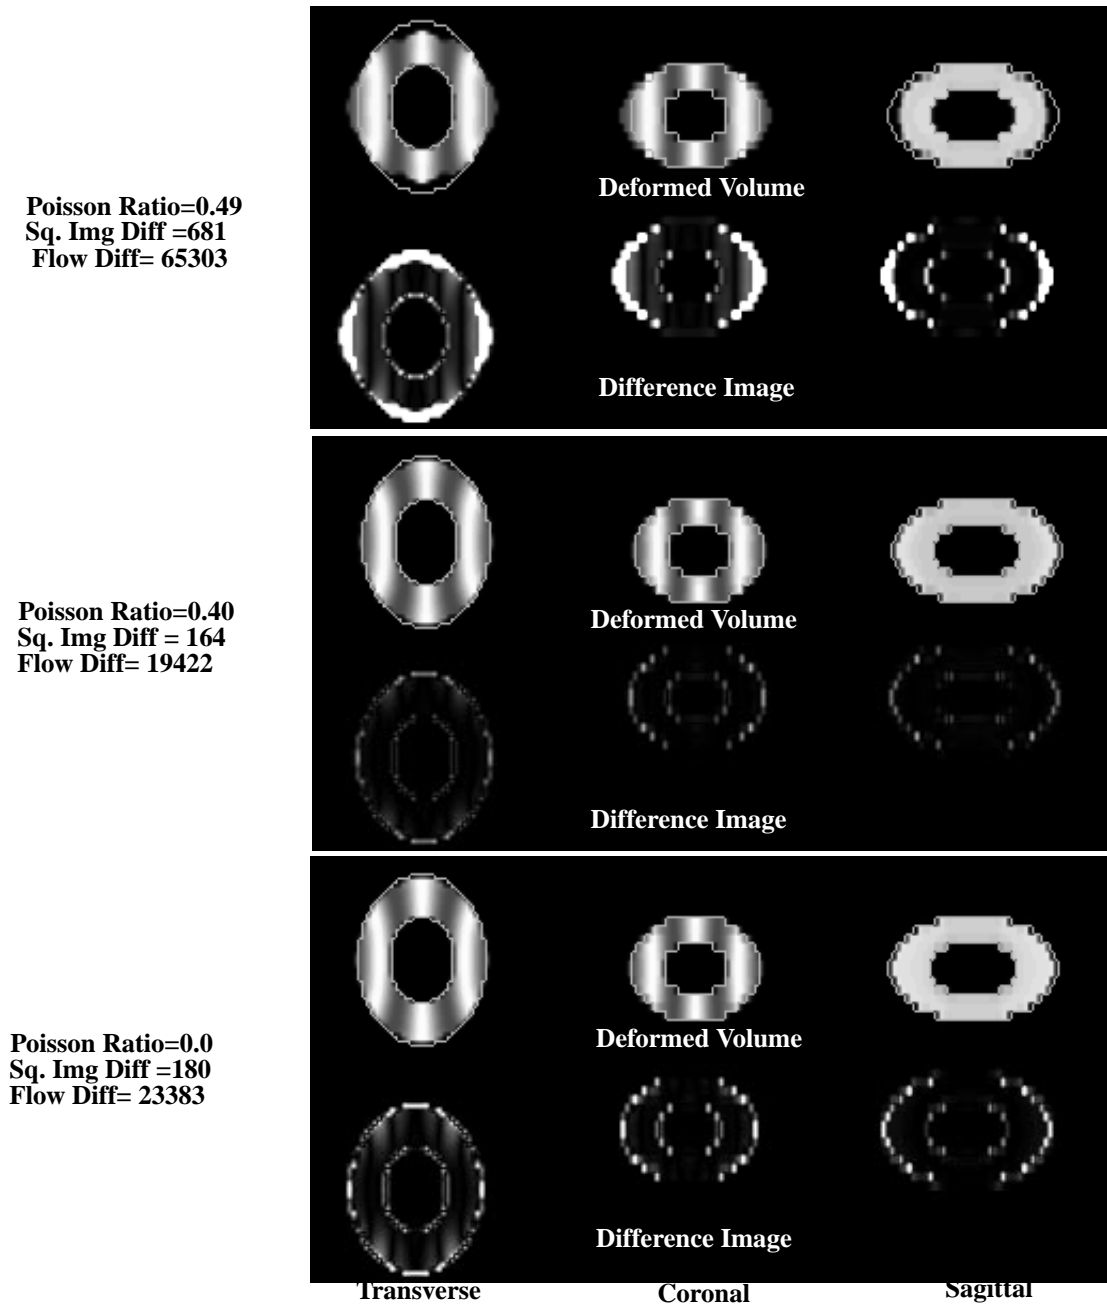 Deformed Volume
Poisson Ratio=0.49
Sq. Img Diff =681
Flow Diff= 65303
Difference Image
Poisson Ratio=0.40
Sq. Img Diff = 164
Flow Diff= 19422
Deformed Volume
Difference Image
Poisson Ratio=0.0
Sq. Img Diff =180
Flow Diff= 23383
Deformed Volume
Difference Image
Transverse Coronal Sagittal